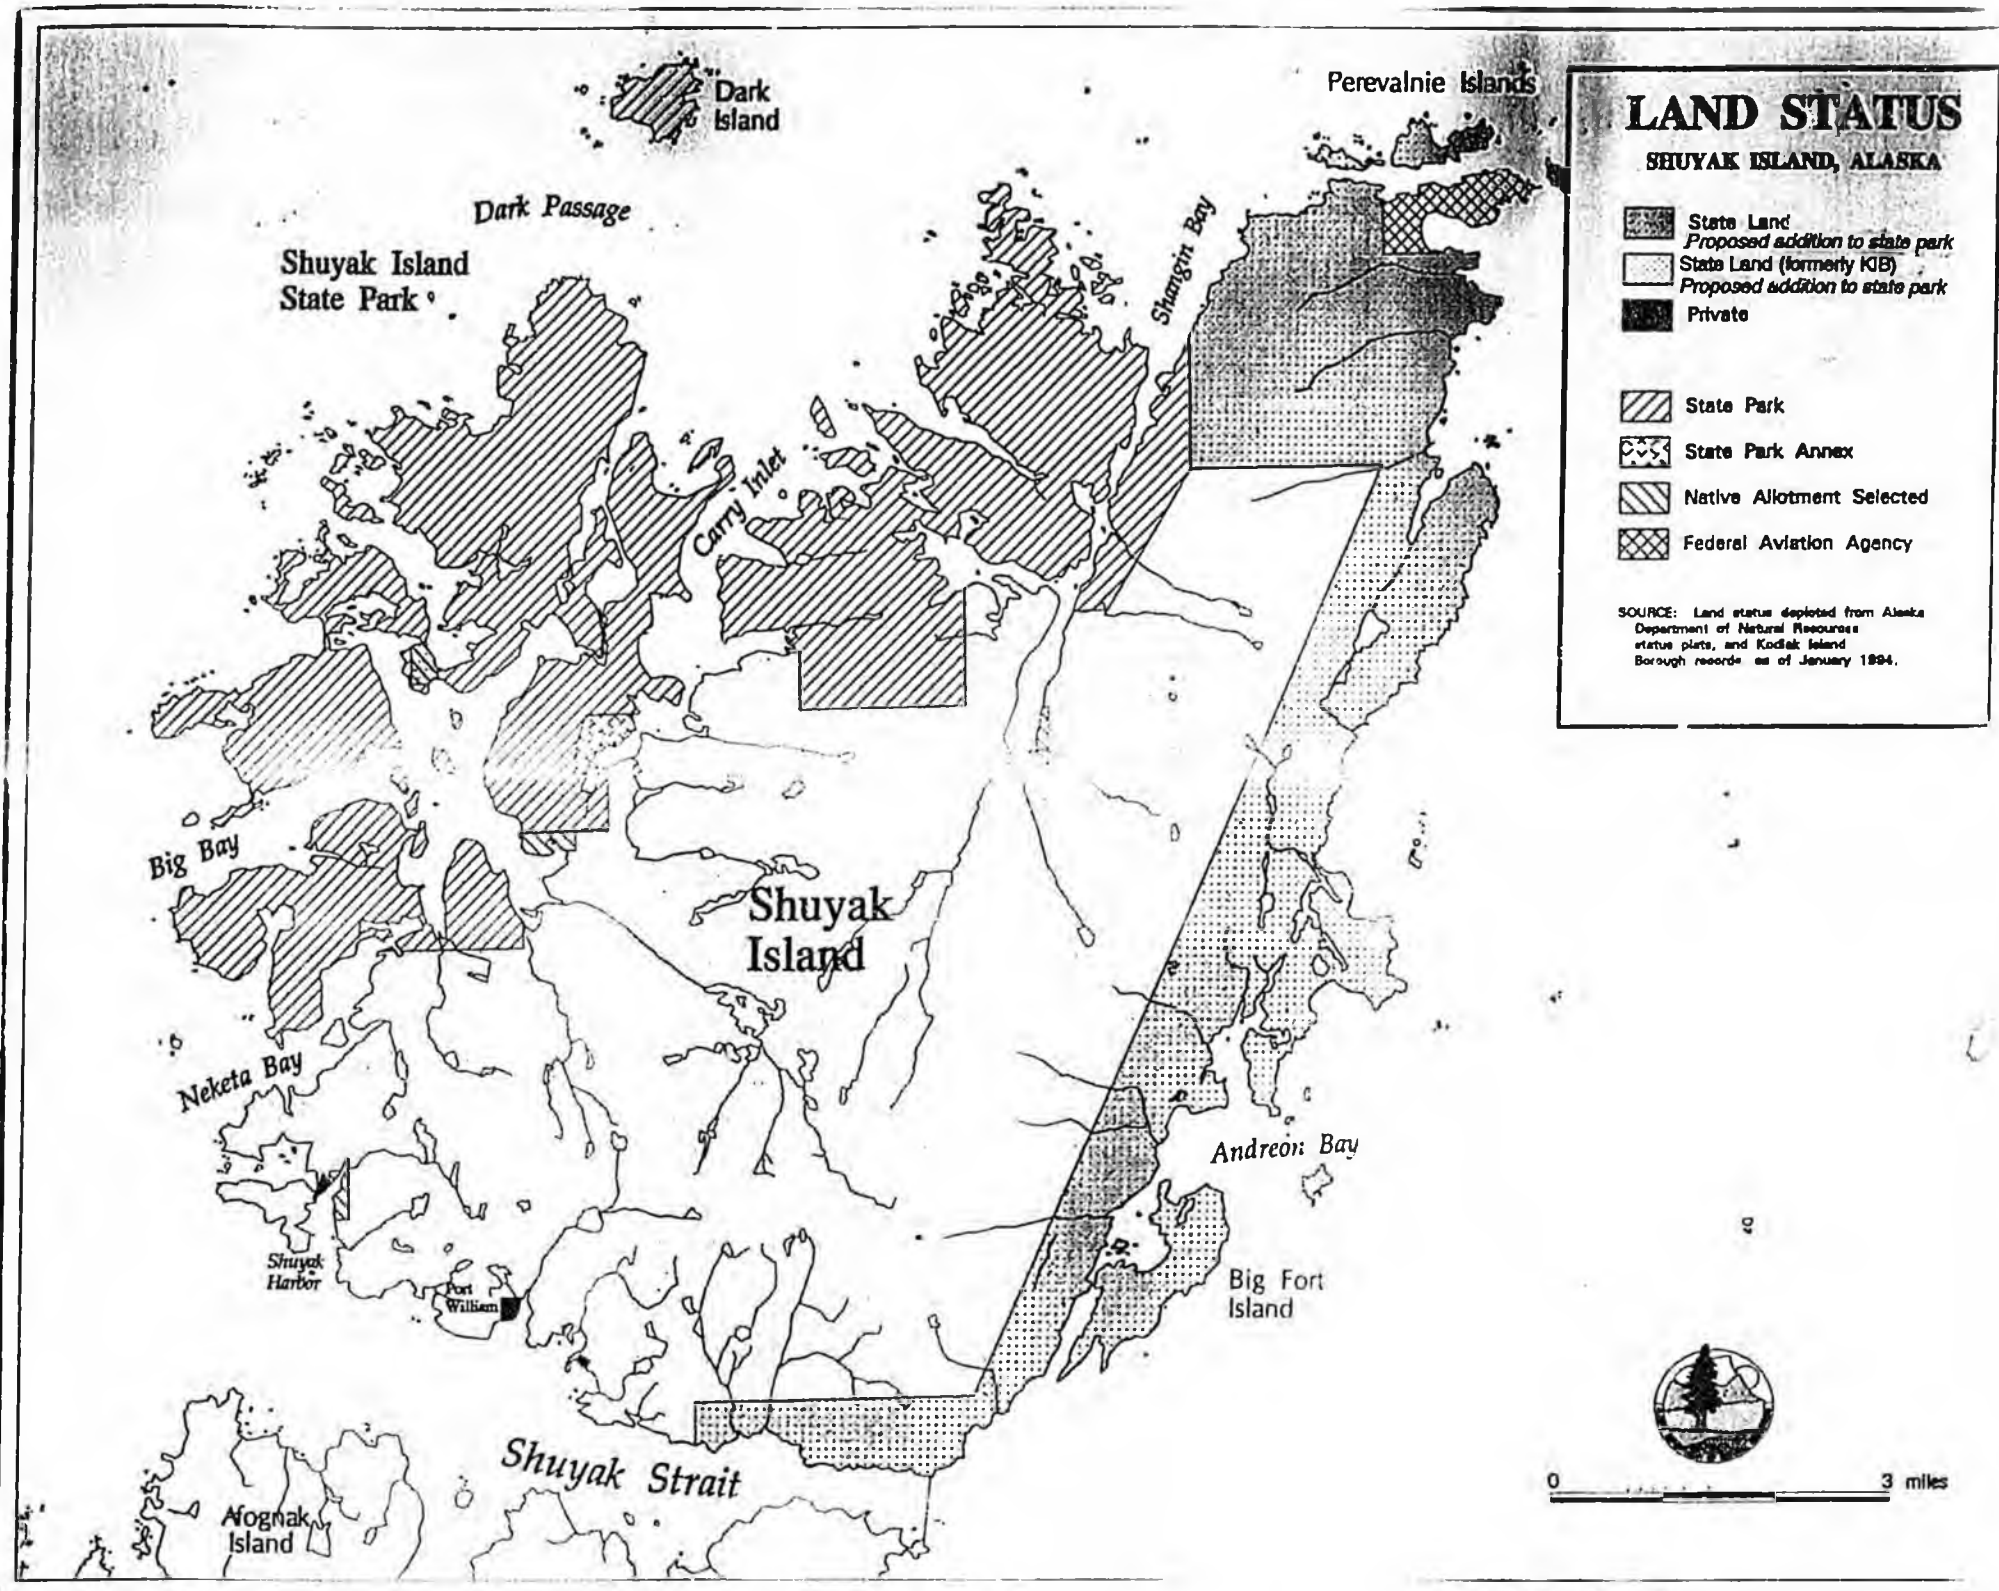 Dark
Island
Perevalnie Islands
LAND STATUS
SHUYAK ISLAND, ALASKA
State Land
Proposed addition to state park
State Land (formerly KIB)
Proposed addition to state park
Private
State Park
State Park Annex
Native Allotment Selected
Federal Aviation Agency
SOURCE: Land status depicted from Alaska
Department of Natural Resources
status plats, and Kodiak Island
Borough records as of January 1994.
Dark Passage
Shuyak Island
State Park
Shangin Bay
Carry Inlet
Big Bay
Shuyak
Island
Neketa Bay
Andreon Bay
Shuyak
Harbor
Port
William
Big Fort
Island
Shuyak Strait
Afognak
Island
0 3 miles